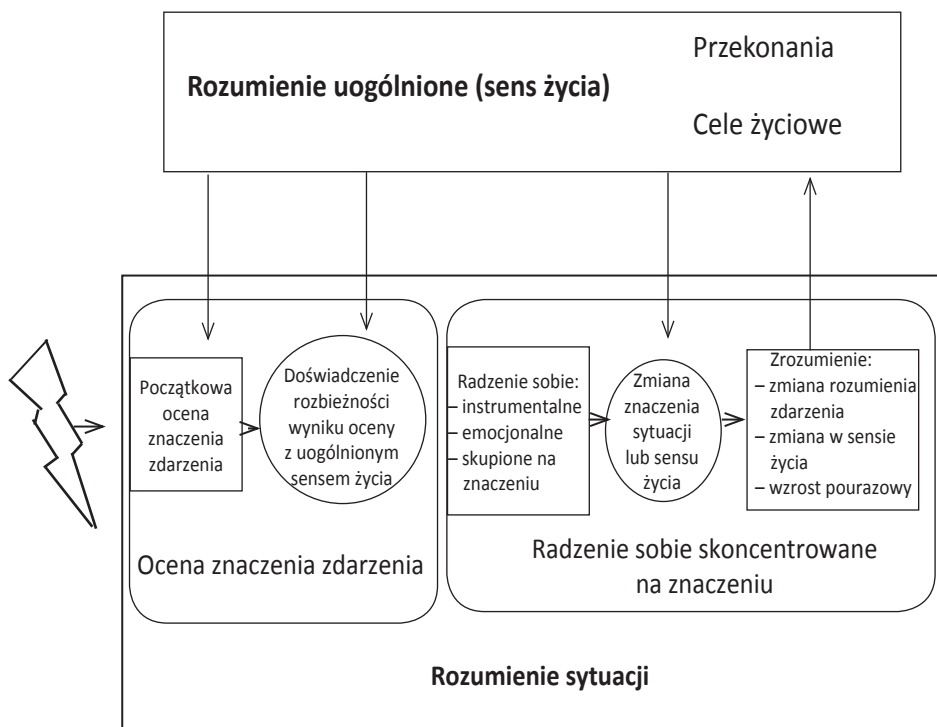 Rozumienie uogólnione (sens życia)
Przekonania
Cele życiowe
Początkowa
ocena
znaczenia
zdarzenia
Doświadczenie
rozbieżności
wyniku oceny
z uogólnionym
sensem życia
Ocena znaczenia zdarzenia
Radzenie sobie:
– instrumentalne
– emocjonalne
– skupione na
znaczeniu
Zmiana
znaczenia
sytuacji
lub sensu
życia
Zrozumienie:
– zmiana rozumienia
zdarzenia
– zmiana w sensie
życia
– wzrost pourazowy
Radzenie sobie skoncentrowane
na znaczeniu
Rozumienie sytuacji